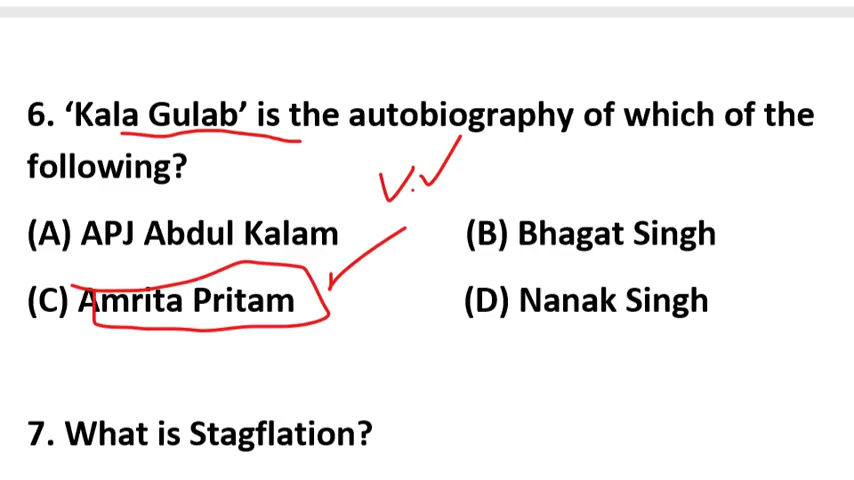 6. ‘Kala Gulab’ is the autobiography of which of the
following?
V.V
(A) APJ Abdul Kalam (B) Bhagat Singh
(C) Amrita Pritam (D) Nanak Singh
7. What is Stagflation?